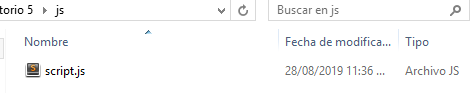 torio 5 js Buscar en js
Nombre Fecha de modifica... Tipo
script.js 28/08/2019 11:36 ... Archivo JS